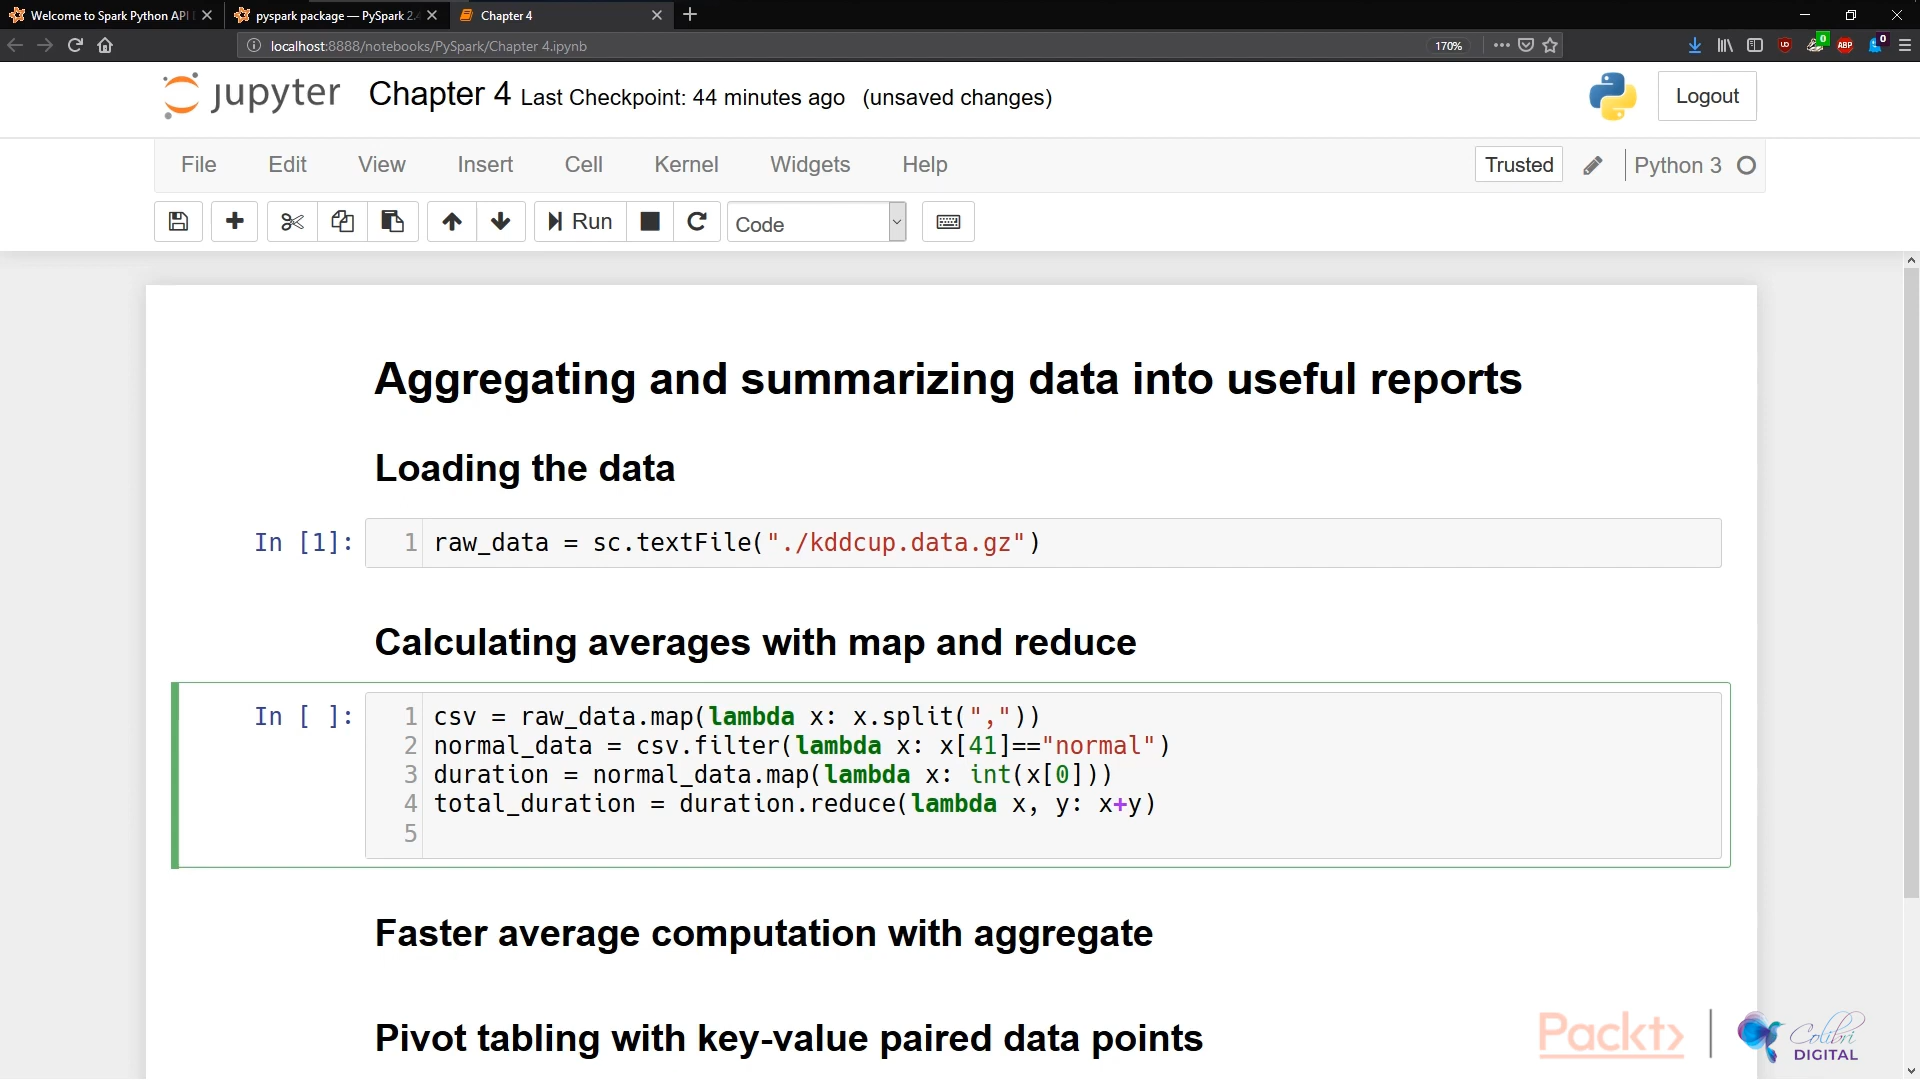 Welcome to Spark Python API
pyspark package — PySpark 2.
Chapter 4
localhost:8888/notebooks/PySpark/Chapter 4.ipynb
170%
UD
0
ABP
0
jupyter
Chapter 4 Last Checkpoint: 44 minutes ago (unsaved changes)
Logout
File Edit View Insert Cell Kernel Widgets Help
Trusted
Python 3
Run
Code
Aggregating and summarizing data into useful reports
Loading the data
In [1]:
1 raw_data = sc.textFile("./kddcup.data.gz")
Calculating averages with map and reduce
In [ ]:
1 csv = raw_data.map(lambda x: x.split(","))
2 normal_data = csv.filter(lambda x: x[41]=="normal")
3 duration = normal_data.map(lambda x: int(x[0]))
4 total_duration = duration.reduce(lambda x, y: x+y)
5
Faster average computation with aggregate
Pivot tabling with key-value paired data points
Packt>
Colibri
DIGITAL